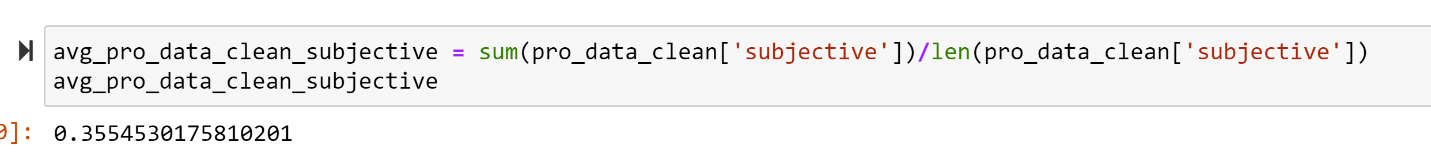 avg_pro_data_clean_subjective = sum(pro_data_clean['subjective'])/len(pro_data_clean['subjective'])
avg_pro_data_clean_subjective
0]: 0.3554530175810201